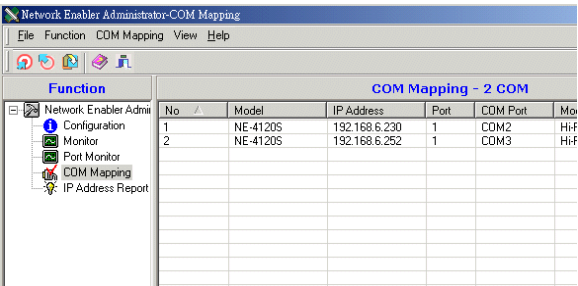 Network Enabler Administrator-COM Mapping
File Function COM Mapping View Help
Function
COM Mapping - 2 COM
Network Enabler Admi
Configuration
Monitor
Port Monitor
COM Mapping
IP Address Report
No Model IP Address Port COM Port Mo
1 NE-4120S 192.168.6.230 1 COM2 Hi-P
2 NE-4120S 192.168.6.252 1 COM3 Hi-P